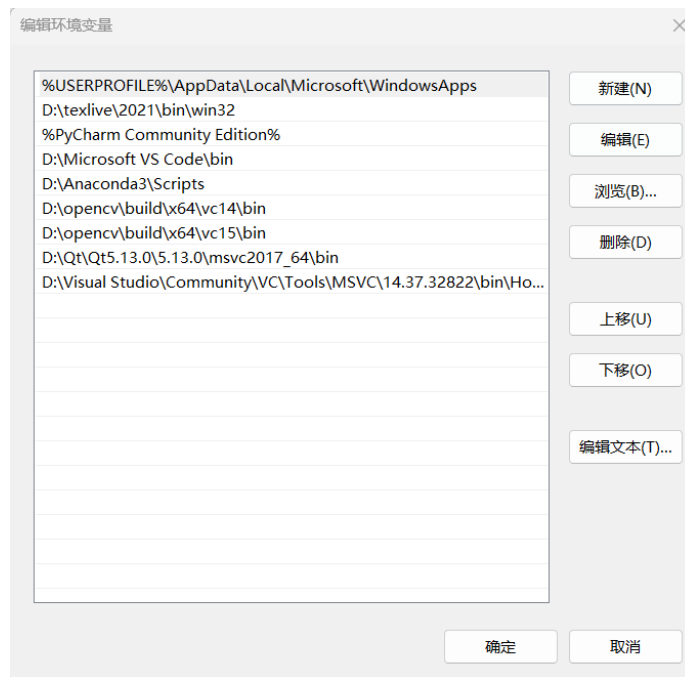 编辑环境变量
%USERPROFILE%\AppData\Local\Microsoft\WindowsApps
D:\texlive\2021\bin\win32
%PyCharm Community Edition%
D:\Microsoft VS Code\bin
D:\Anaconda3\Scripts
D:\opencv\build\x64\vc14\bin
D:\opencv\build\x64\vc15\bin
D:\Qt\Qt5.13.0\5.13.0\msvc2017_64\bin
D:\Visual Studio\Community\VC\Tools\MSVC\14.37.32822\bin\Ho...
新建(N)
编辑(E)
浏览(B)...
删除(D)
上移(U)
下移(O)
编辑文本(T)...
确定
取消